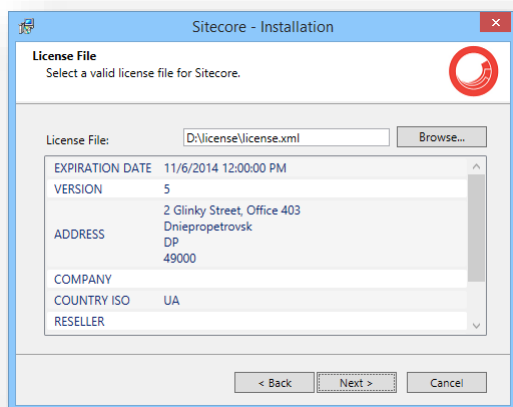 Sitecore - Installation
License File
Select a valid license file for Sitecore.
License File: D:\license\license.xml Browse...
EXPIRATION DATE 11/6/2014 12:00:00 PM
VERSION 5
ADDRESS 2 Glinky Street, Office 403
Dniepropetrovsk
DP
49000
COMPANY
COUNTRY ISO UA
RESELLER
< Back Next > Cancel